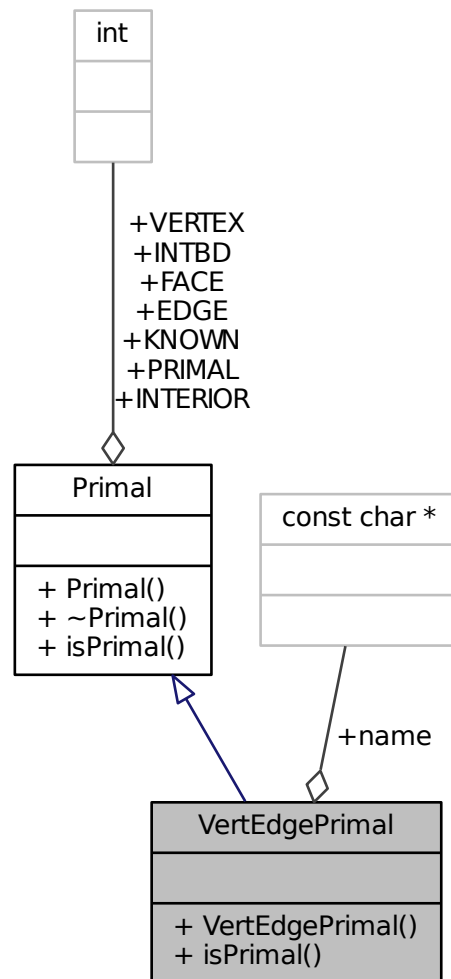 int
+VERTEX
+INTBD
+FACE
+EDGE
+KNOWN
+PRIMAL
+INTERIOR
Primal
+ Primal()
+ ~Primal()
+ isPrimal()
const char *
+name
VertEdgePrimal
+ VertEdgePrimal()
+ isPrimal()